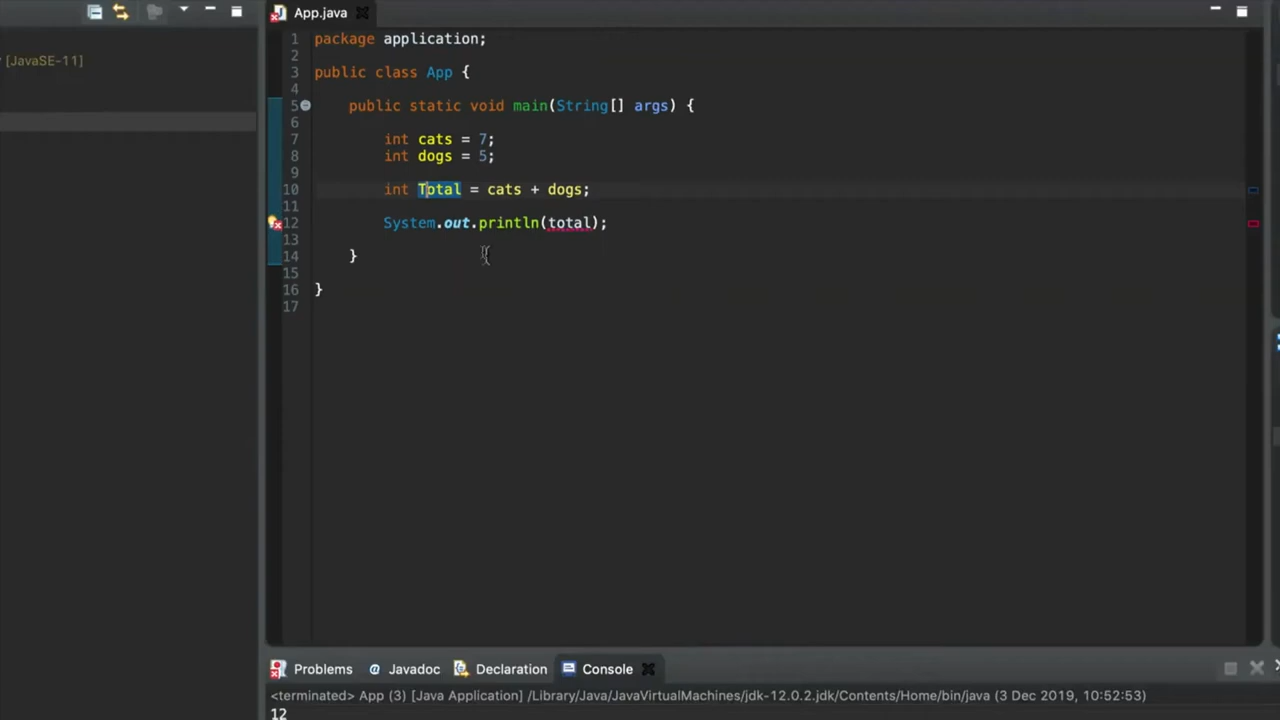 App.java
[JavaSE-11]
1 package application;
2
3 public class App {
4
5 public static void main(String[] args) {
6
7 int cats = 7;
8 int dogs = 5;
9
10 int Total = cats + dogs;
11
12 System.out.println(total);
13
14 }
15
16 }
17
Problems @ Javadoc Declaration Console
<terminated> App (3) [Java Application] /Library/Java/JavaVirtualMachines/jdk-12.0.2.jdk/Contents/Home/bin/java (3 Dec 2019, 10:52:53)
12